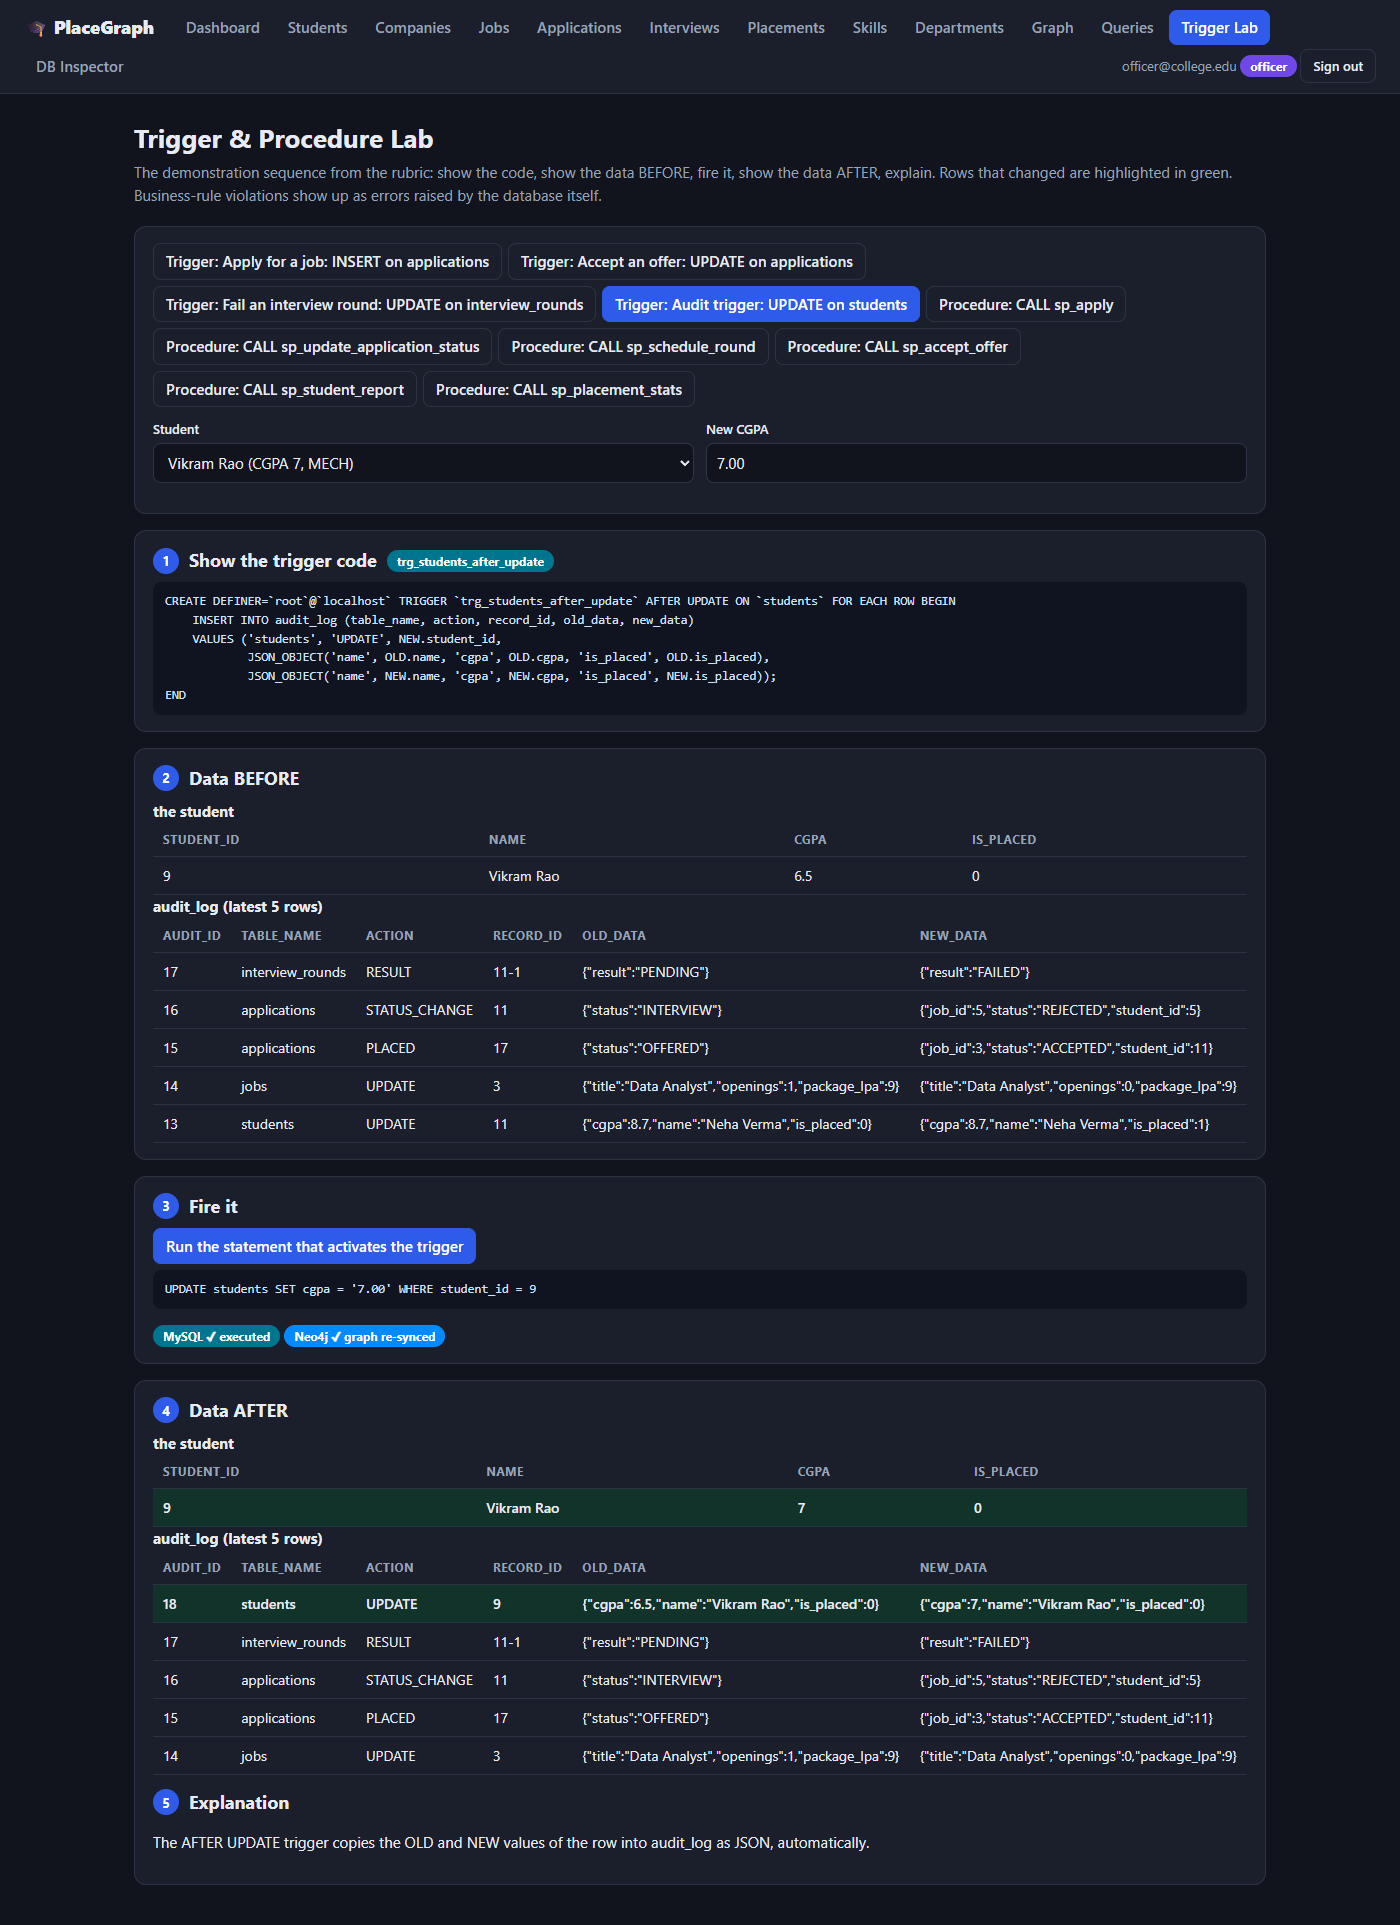 PlaceGraph Dashboard Students Companies Jobs Applications Interviews Placements Skills Departments Graph Queries Trigger Lab
DB Inspector officer@college.edu officer Sign out
Trigger & Procedure Lab
The demonstration sequence from the rubric: show the code, show the data BEFORE, fire it, show the data AFTER, explain. Rows that changed are highlighted in green.
Business-rule violations show up as errors raised by the database itself.
Trigger: Apply for a job: INSERT on applications Trigger: Accept an offer: UPDATE on applications
Trigger: Fail an interview round: UPDATE on interview_rounds Trigger: Audit trigger: UPDATE on students Procedure: CALL sp_apply
Procedure: CALL sp_update_application_status Procedure: CALL sp_schedule_round Procedure: CALL sp_accept_offer
Procedure: CALL sp_student_report Procedure: CALL sp_placement_stats
Student New CGPA
Vikram Rao (CGPA 7, MECH) 7.00
1 Show the trigger code trg_students_after_update
CREATE DEFINER=`root`@`localhost` TRIGGER `trg_students_after_update` AFTER UPDATE ON `students` FOR EACH ROW BEGIN
INSERT INTO audit_log (table_name, action, record_id, old_data, new_data)
VALUES ('students', 'UPDATE', NEW.student_id,
JSON_OBJECT('name', OLD.name, 'cgpa', OLD.cgpa, 'is_placed', OLD.is_placed),
JSON_OBJECT('name', NEW.name, 'cgpa', NEW.cgpa, 'is_placed', NEW.is_placed));
END
2 Data BEFORE
the student
STUDENT_ID NAME CGPA IS_PLACED
9 Vikram Rao 6.5 0
audit_log (latest 5 rows)
AUDIT_ID TABLE_NAME ACTION RECORD_ID OLD_DATA NEW_DATA
17 interview_rounds RESULT 11-1 {"result":"PENDING"} {"result":"FAILED"}
16 applications STATUS_CHANGE 11 {"status":"INTERVIEW"} {"job_id":5,"status":"REJECTED","student_id":5}
15 applications PLACED 17 {"status":"OFFERED"} {"job_id":3,"status":"ACCEPTED","student_id":11}
14 jobs UPDATE 3 {"title":"Data Analyst","openings":1,"package_lpa":9} {"title":"Data Analyst","openings":0,"package_lpa":9}
13 students UPDATE 11 {"cgpa":8.7,"name":"Neha Verma","is_placed":0} {"cgpa":8.7,"name":"Neha Verma","is_placed":1}
3 Fire it
Run the statement that activates the trigger
UPDATE students SET cgpa = '7.00' WHERE student_id = 9
MySQL ✓ executed Neo4j ✓ graph re-synced
4 Data AFTER
the student
STUDENT_ID NAME CGPA IS_PLACED
9 Vikram Rao 7 0
audit_log (latest 5 rows)
AUDIT_ID TABLE_NAME ACTION RECORD_ID OLD_DATA NEW_DATA
18 students UPDATE 9 {"cgpa":6.5,"name":"Vikram Rao","is_placed":0} {"cgpa":7,"name":"Vikram Rao","is_placed":0}
17 interview_rounds RESULT 11-1 {"result":"PENDING"} {"result":"FAILED"}
16 applications STATUS_CHANGE 11 {"status":"INTERVIEW"} {"job_id":5,"status":"REJECTED","student_id":5}
15 applications PLACED 17 {"status":"OFFERED"} {"job_id":3,"status":"ACCEPTED","student_id":11}
14 jobs UPDATE 3 {"title":"Data Analyst","openings":1,"package_lpa":9} {"title":"Data Analyst","openings":0,"package_lpa":9}
5 Explanation
The AFTER UPDATE trigger copies the OLD and NEW values of the row into audit_log as JSON, automatically.